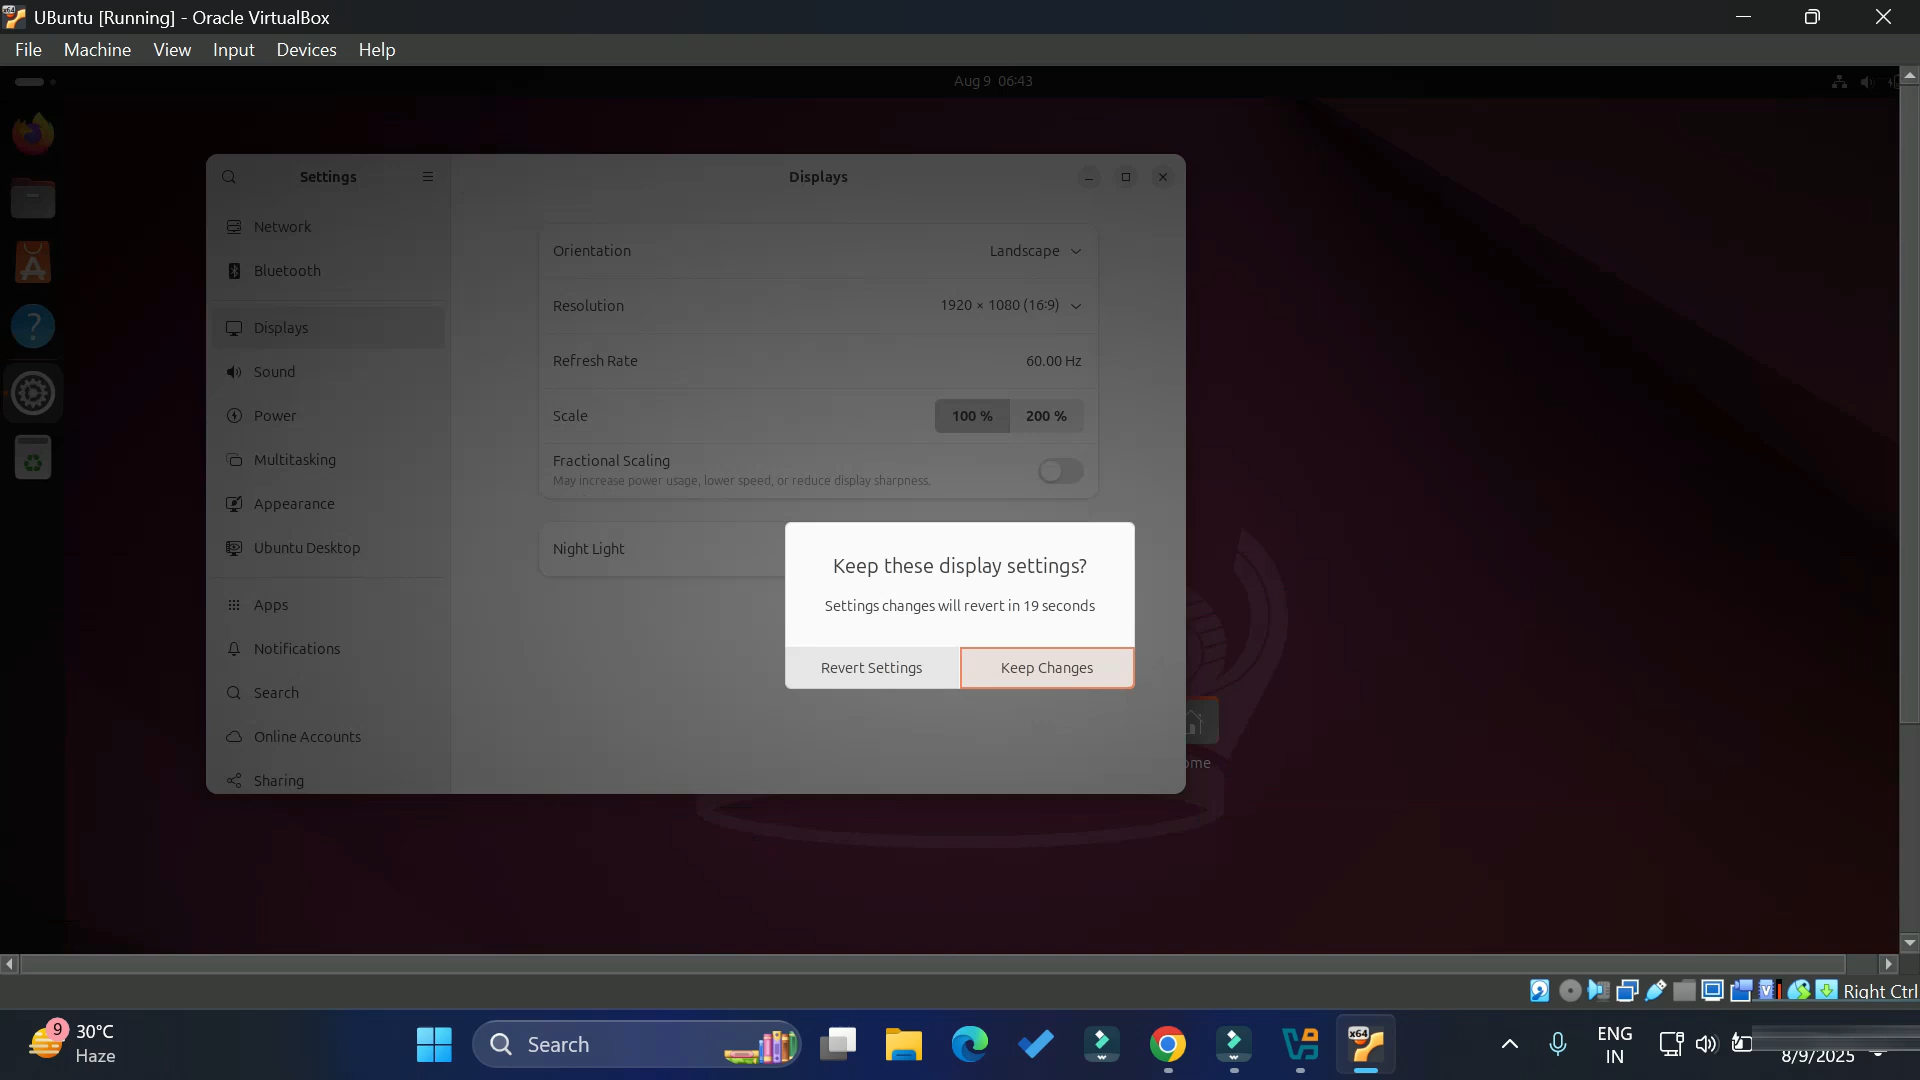 UBuntu [Running] - Oracle VirtualBox
File Machine View Input Devices Help
Aug 9 06:43
Settings
Displays
Network
Bluetooth
Displays
Sound
Power
Multitasking
Appearance
Ubuntu Desktop
Apps
Notifications
Search
Online Accounts
Sharing
Orientation Landscape
Resolution 1920 × 1080 (16:9)
Refresh Rate 60.00 Hz
Scale 100 % 200 %
Fractional Scaling
May increase power usage, lower speed, or reduce display sharpness.
Night Light
Keep these display settings?
Settings changes will revert in 19 seconds
Revert Settings Keep Changes
ome
Right Ctrl
9
30°C
Haze
Search
x64
ENG
IN
8/9/2025